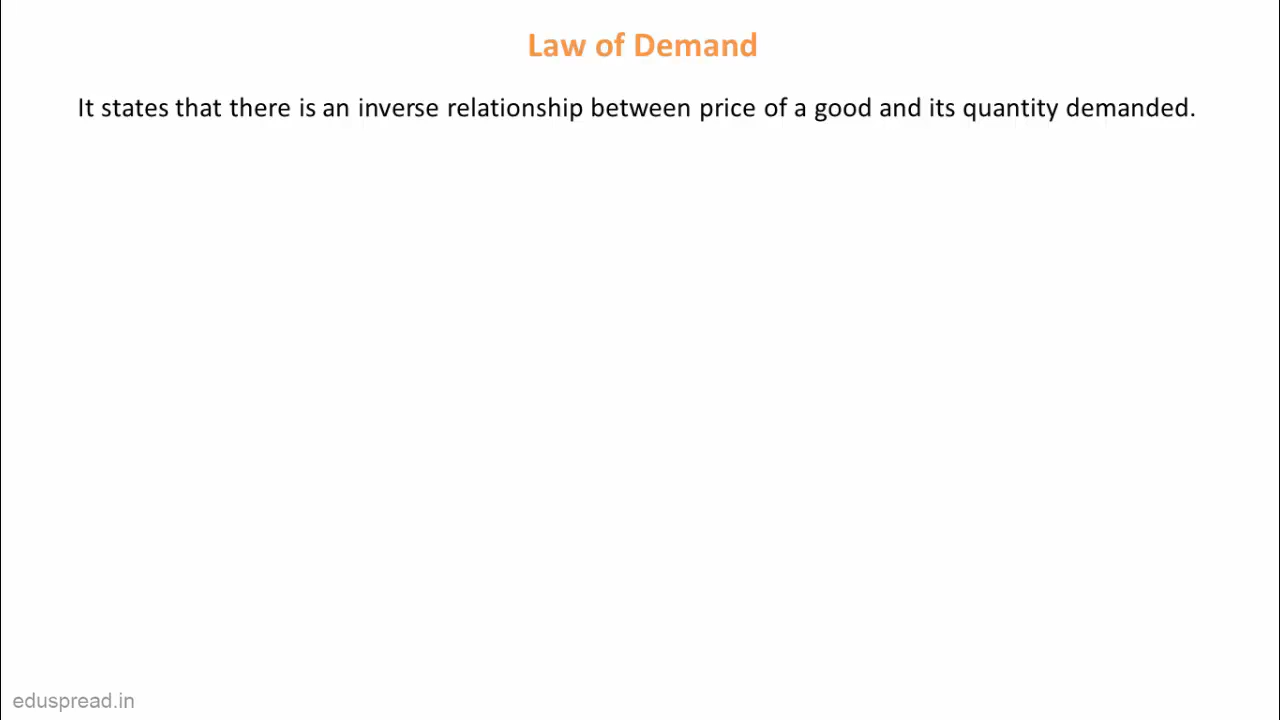 Law of Demand
It states that there is an inverse relationship between price of a good and its quantity demanded.
eduspread.in